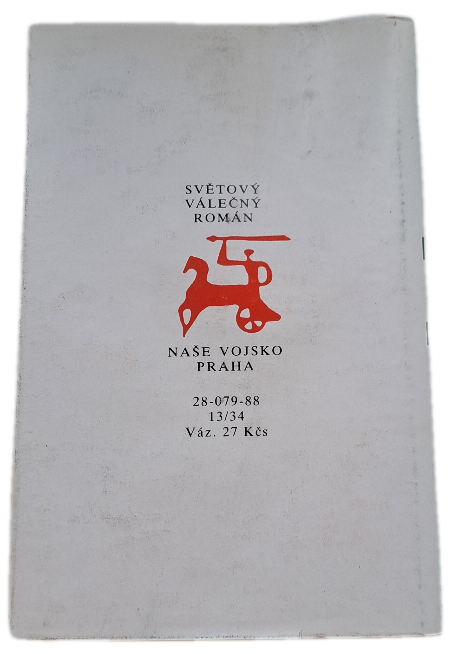 SVĚTOVÝ
VÁLEČNÝ
ROMÁN
NAŠE VOJSKO
PRAHA
28-079-88
13/34
Váz. 27 Kčs